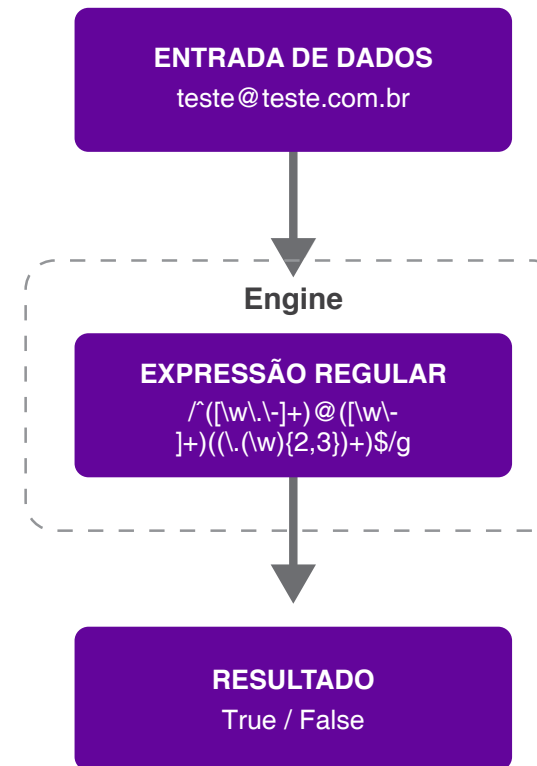 ENTRADA DE DADOS
teste@teste.com.br
Engine
EXPRESSÃO REGULAR
/ˆ([\w\.\-]+)@([\w\-
]+)((\.(\w){2,3})+)$/g
RESULTADO
True / False